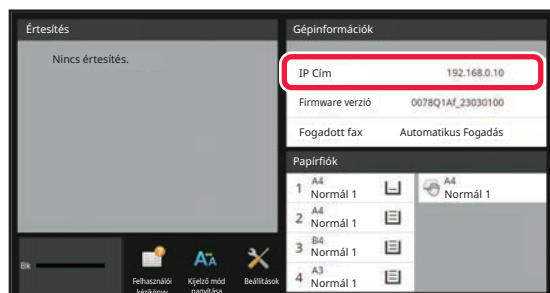 Értesítés
Nincs értesítés.
Gépinformációk
IP Cím 192.168.0.10
Firmware verzió 0078Q1Af_23030100
Fogadott fax Automatikus Fogadás
Papírfiók
1 A4 Normál 1
A4 Normál 1
2 A4 Normál 1
3 B4 Normál 1
4 A3 Normál 1
Bk
Felhasználói kézikönyv
Kijelző mód nagyítása
Beállítások